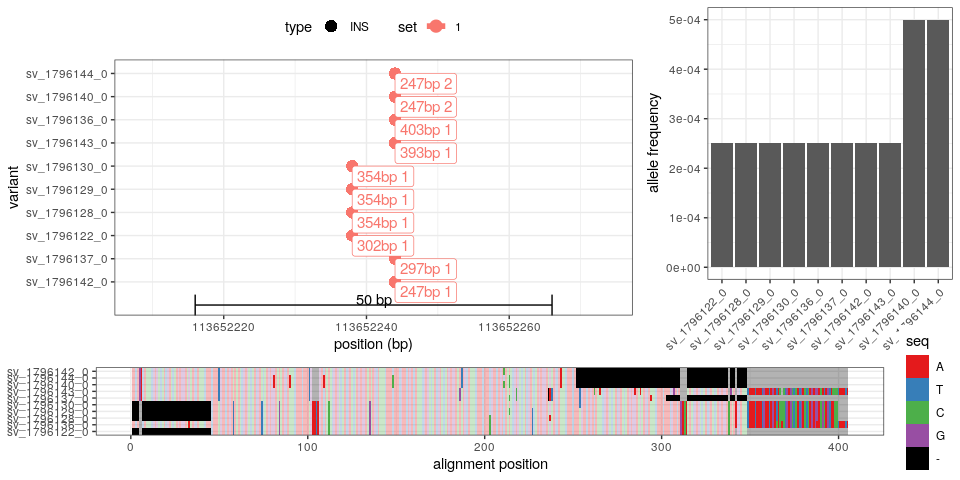 type INS set 1
variant
sv_1796144_0
sv_1796140_0
sv_1796136_0
sv_1796143_0
sv_1796130_0
sv_1796129_0
sv_1796128_0
sv_1796122_0
sv_1796137_0
sv_1796142_0
247bp 2
247bp 2
403bp 1
393bp 1
354bp 1
354bp 1
354bp 1
302bp 1
297bp 1
247bp 1
50 bp
113652220 113652240 113652260
position (bp)
allele frequency
5e-04
4e-04
3e-04
2e-04
1e-04
0e+00
sv_1796122_0
sv_1796128_0
sv_1796129_0
sv_1796130_0
sv_1796136_0
sv_1796137_0
sv_1796142_0
sv_1796143_0
sv_1796140_0
sv_1796144_0
sv_1796142_0
sv_1796122_0
0 100 200 300 400
alignment position
seq
A
T
C
G
-